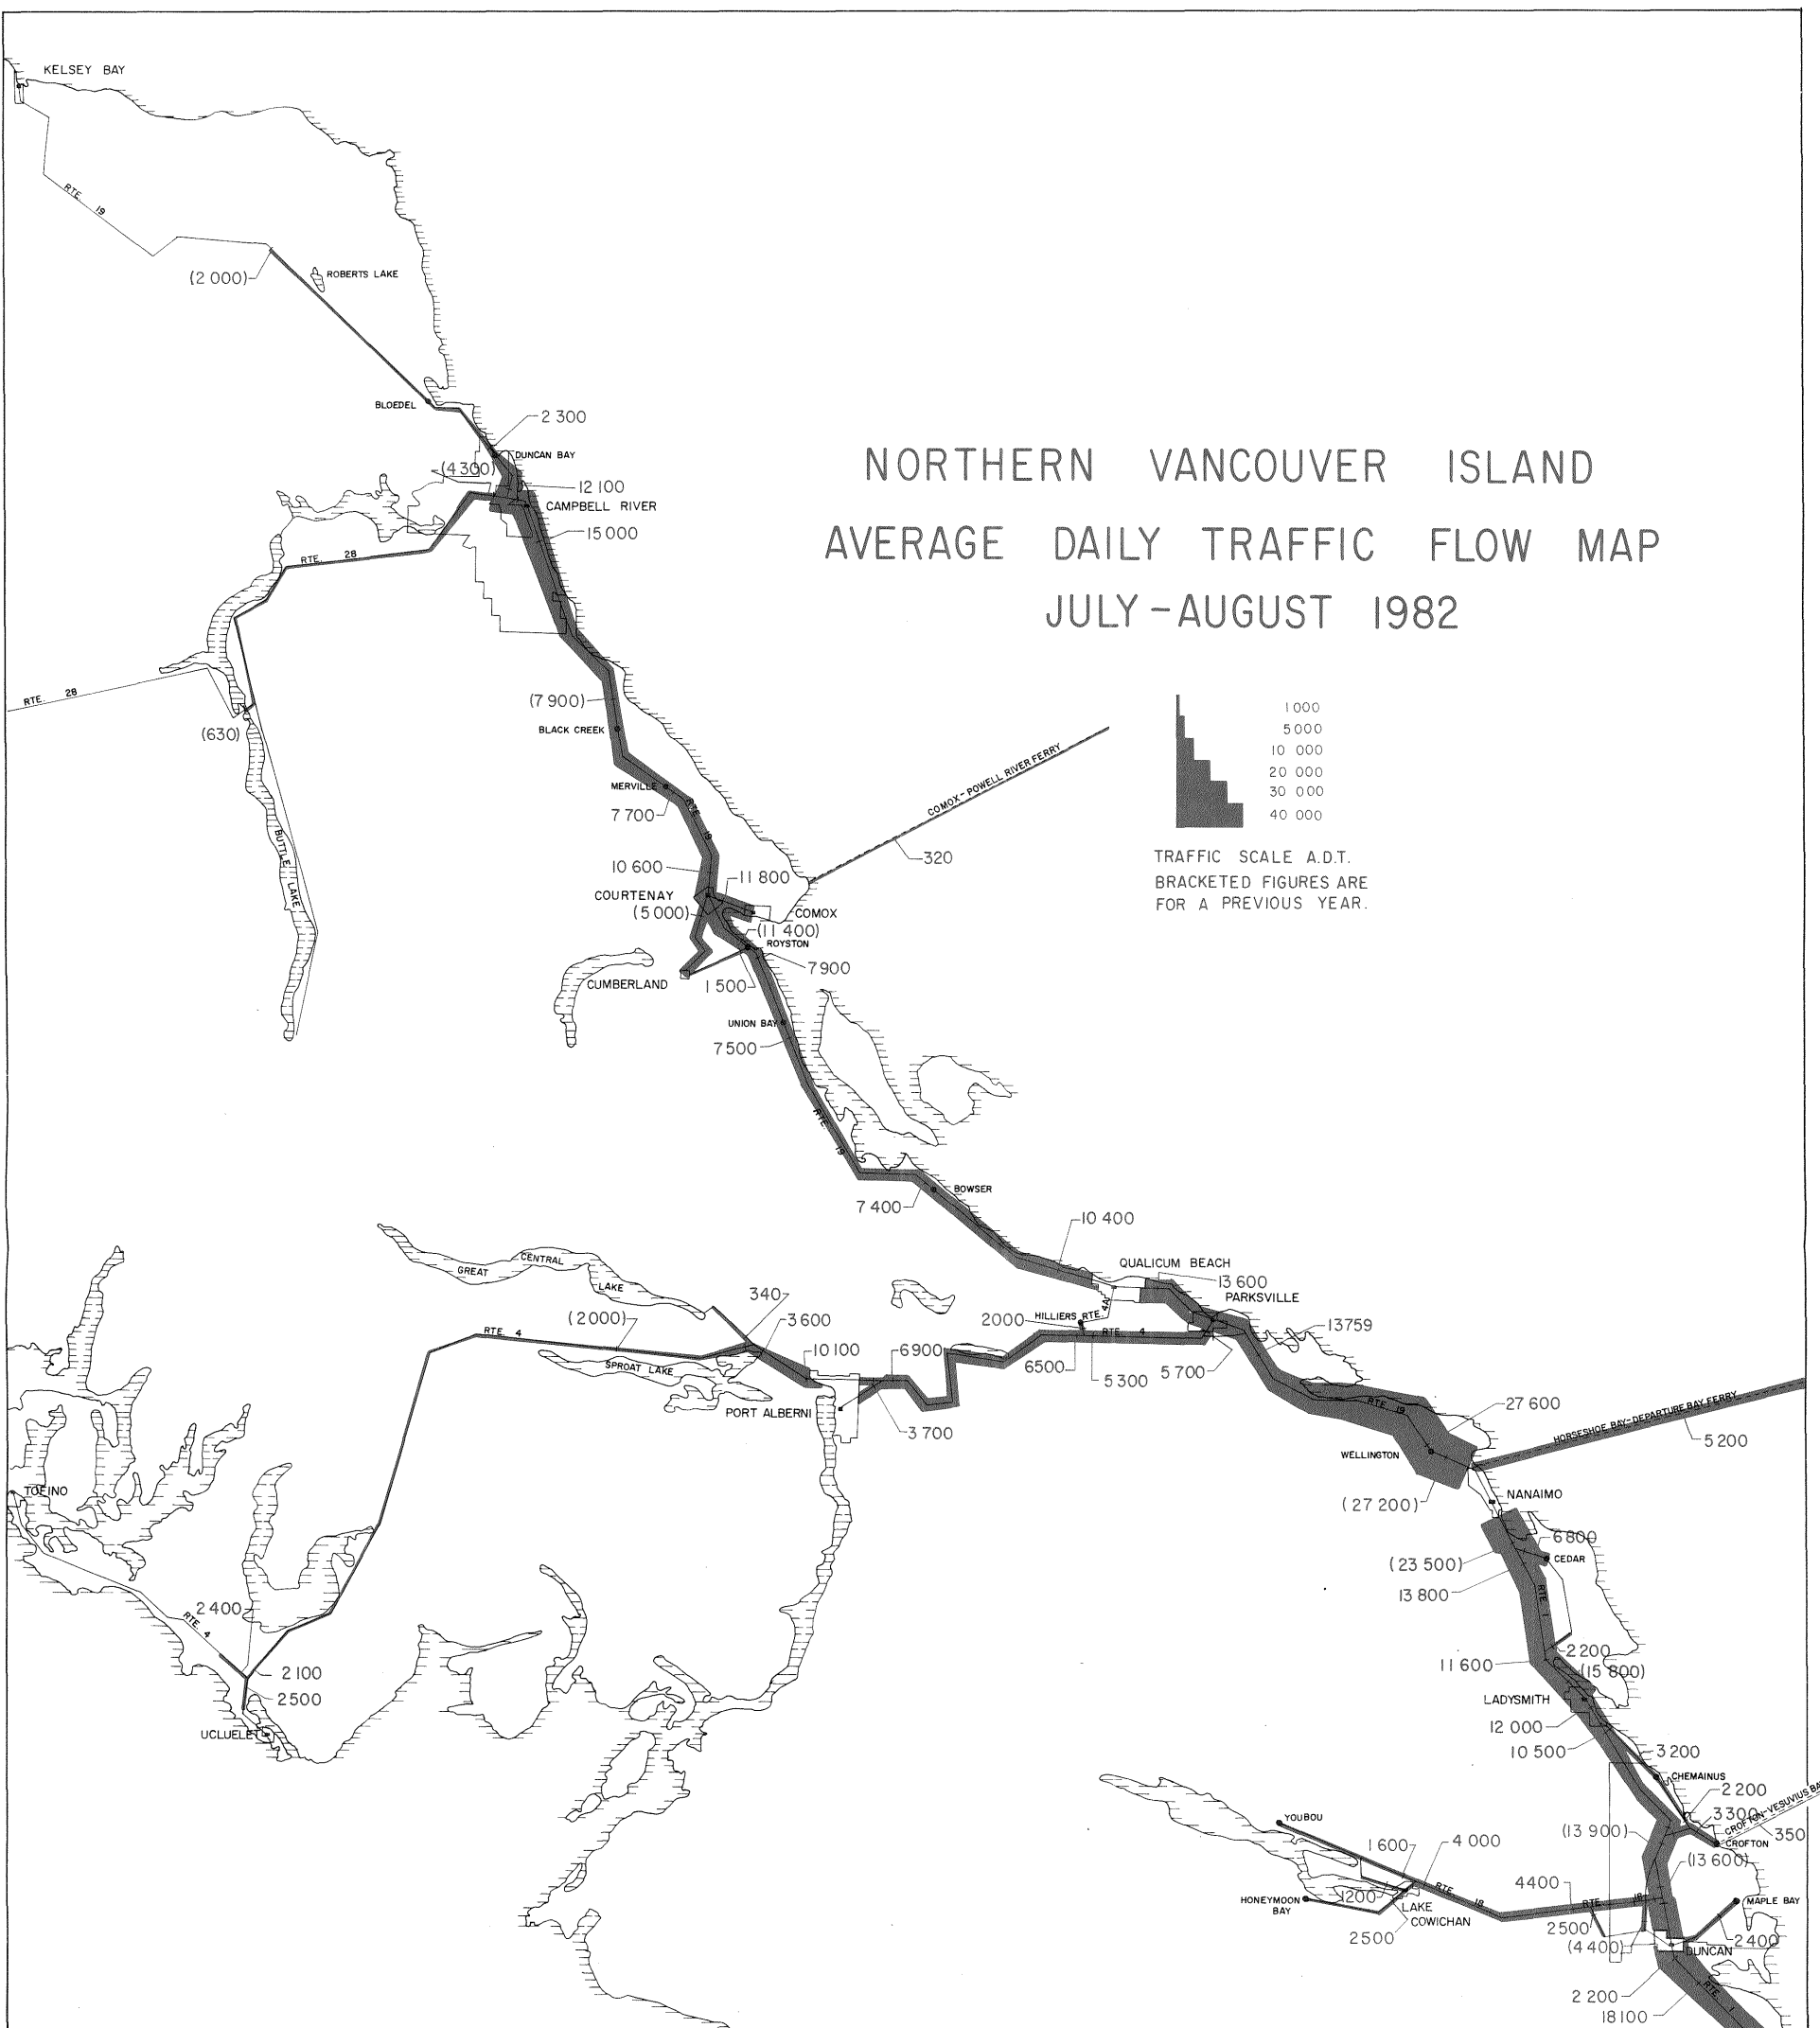 KELSEY BAY
RTE. 19
(2 000)
ROBERTS LAKE
BLOEDEL
2 300
DUNCAN BAY
(4 300)
12 100
CAMPBELL RIVER
15 000
NORTHERN VANCOUVER ISLAND
AVERAGE DAILY TRAFFIC FLOW MAP
JULY-AUGUST 1982
RTE. 28
RTE. 28
(630)
BUTTLE LAKE
(7 900)
BLACK CREEK
MERVILLE
7 700
RTE. 19
1 000
5 000
10 000
20 000
30 000
40 000
TRAFFIC SCALE A.D.T.
BRACKETED FIGURES ARE
FOR A PREVIOUS YEAR.
COMOX-POWELL RIVER FERRY
320
10 600
11 800
COURTENAY
(5 000)
COMOX
(11 400)
ROYSTON
7900
CUMBERLAND
1 500
UNION BAY
7500
RTE. 19
BOWSER
7 400
10 400
QUALICUM BEACH
13 600
PARKSVILLE
GREAT CENTRAL LAKE
340
HILLIERS
RTE. 4A
2000
(2000)
3 600
RTE. 4
RTE. 4
13759
SPROAT LAKE
10 100
6900
6500
5 300
5 700
PORT ALBERNI
3 700
RTE. 19
27 600
HORSESHOE BAY-DEPARTURE BAY FERRY
5 200
WELLINGTON
(27 200)
NANAIMO
TOFINO
6 800
(23 500)
CEDAR
13 800
RTE. 1
2 400
RTE. 4
2 200
11 600
(15 800)
2 100
2500
LADYSMITH
12 000
UCLUELET
10 500
3 200
CHEMAINUS
2 200
3300
CROFTON-VESUVIUS BA
350
YOUBOU
(13 900)
CROFTON
1 600
4 000
(13 600)
4400
RTE. 18
RTE. 18
HONEYMOON
BAY
1200
LAKE
COWICHAN
2500
2500
(4 400)
MAPLE BAY
2400
DUNCAN
2 200
18100
RTE. 1